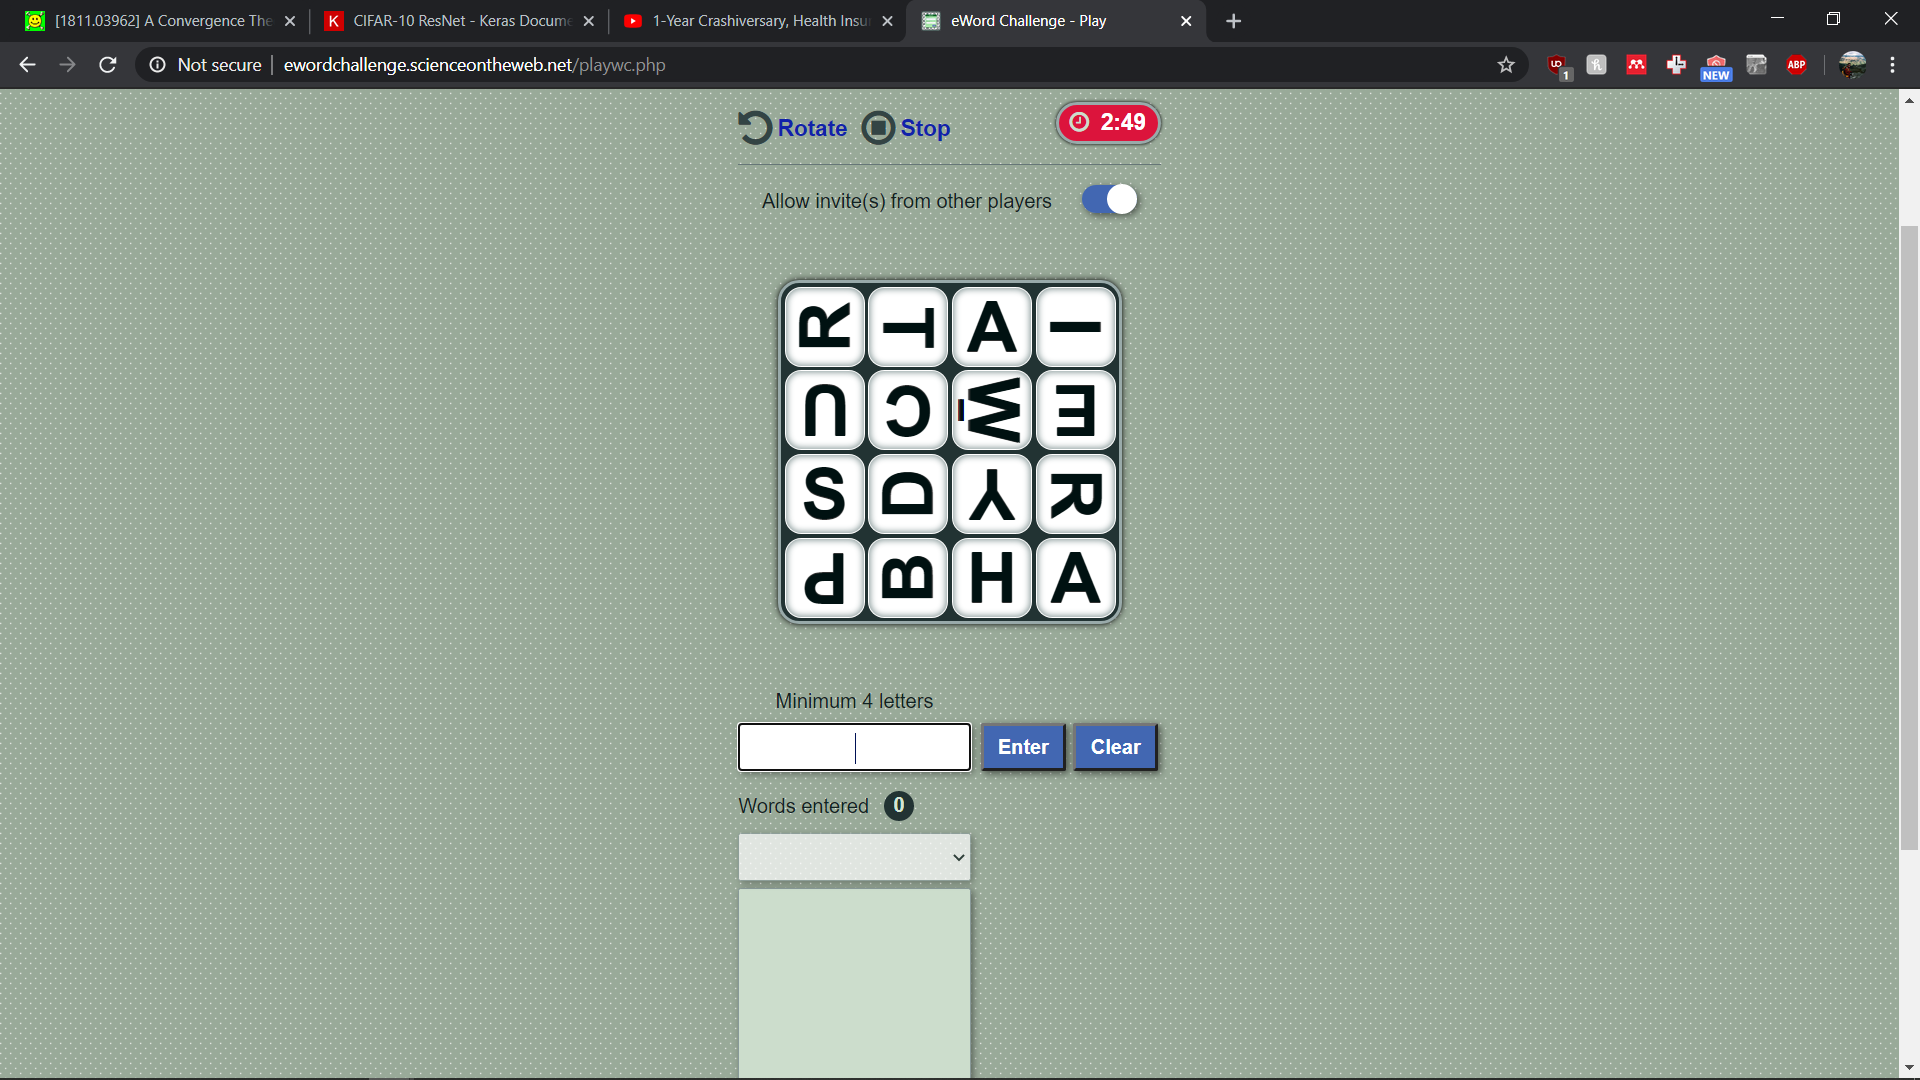 [1811.03962] A Convergence The
CIFAR-10 ResNet - Keras Docume
1-Year Crashiversary, Health Insu
eWord Challenge - Play
Not secure | ewordchallenge.scienceontheweb.net/playwc.php
UO 1
NEW
ABP
Rotate Stop 2:49
Allow invite(s) from other players
R T A I
U C W E
S D Y R
P B H A
Minimum 4 letters
Enter Clear
Words entered 0